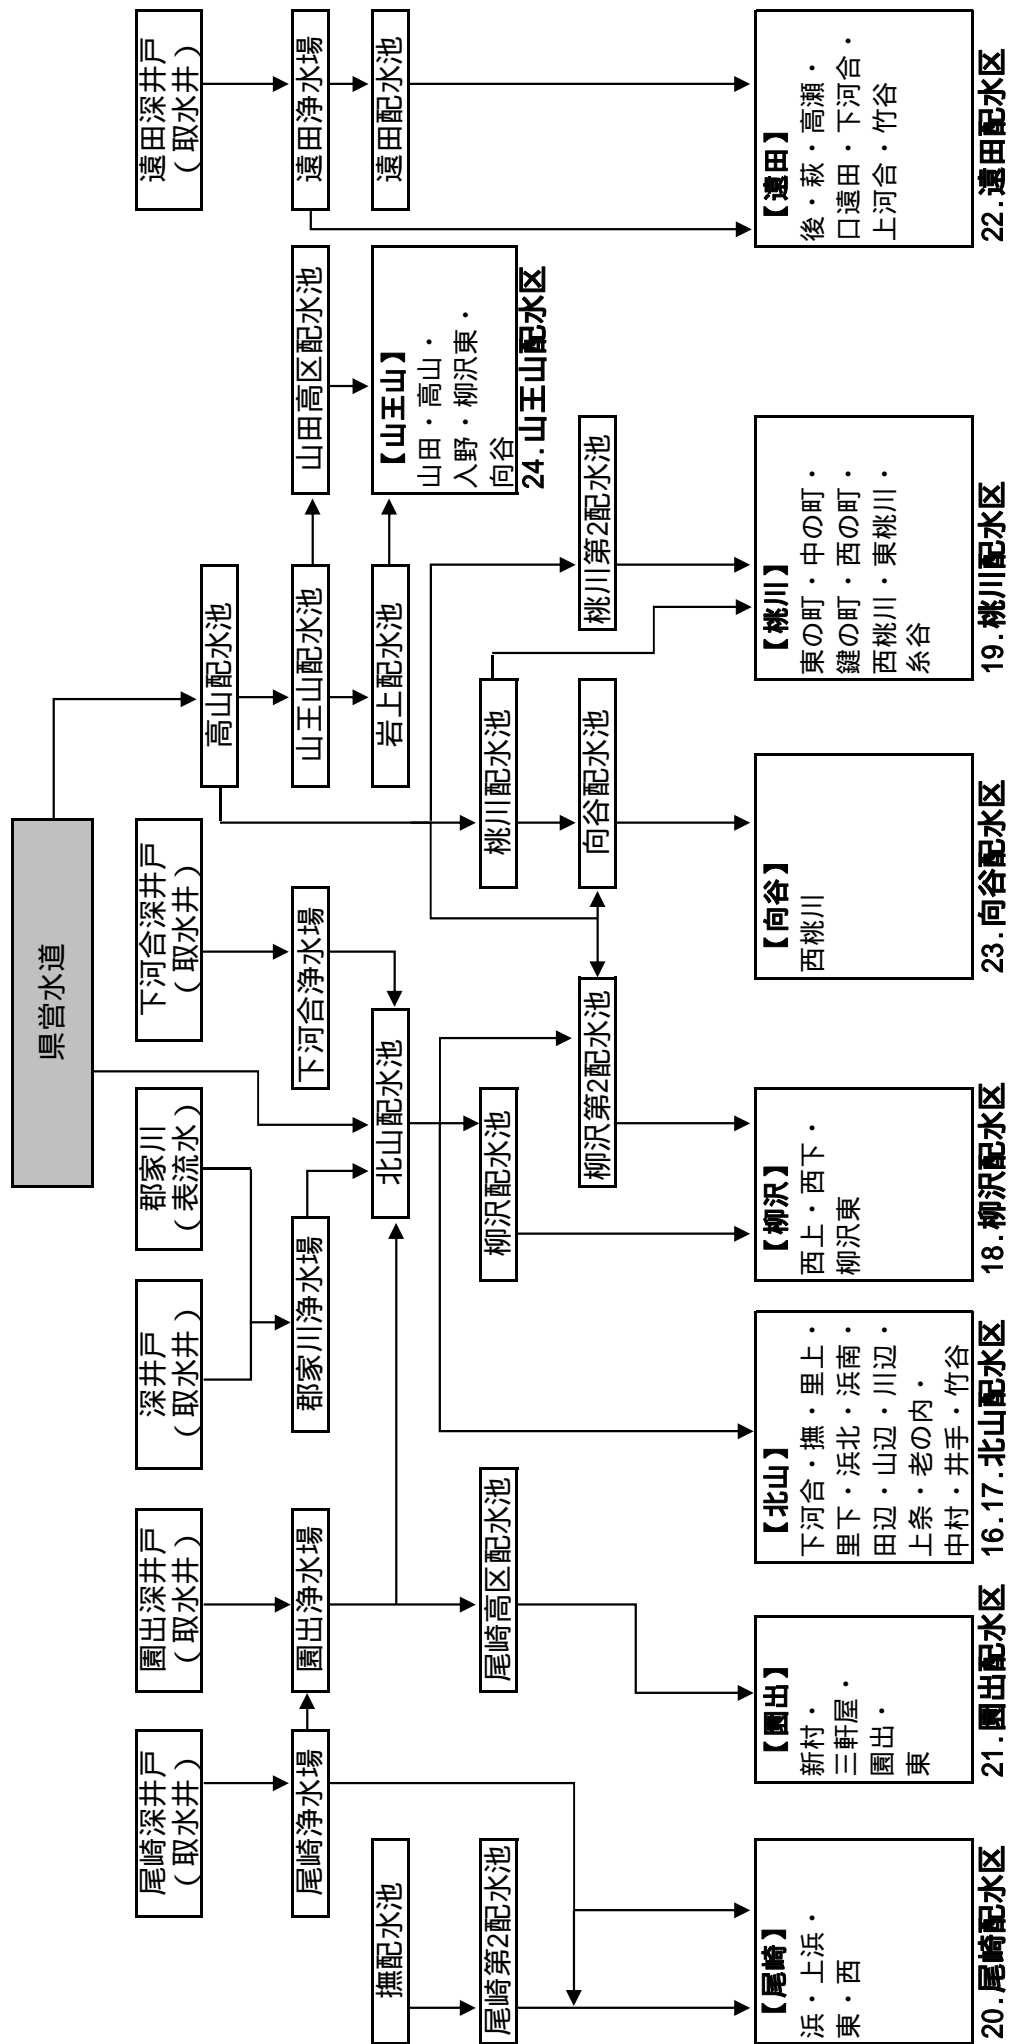 県営水道
尾崎深井戸
（取水井）
園出深井戸
（取水井）
深井戸
（取水井）
郡家川
（表流水）
下河合深井戸
（取水井）
遠田深井戸
（取水井）
高山配水池
尾崎浄水場
園出浄水場
郡家川浄水場
下河合浄水場
山王山配水池
山田高区配水池
遠田浄水場
撫配水池
北山配水池
岩上配水池
【山王山】
山田・高山・
入野・柳沢東・
向谷
24.山王山配水区
遠田配水池
尾崎第2配水池
尾崎高区配水池
柳沢配水池
桃川配水池
柳沢第2配水池
向谷配水池
桃川第2配水池
【尾崎】
浜・上浜・
東・西
20.尾崎配水区
【園出】
新村・
三軒屋・
園出・
東
21.園出配水区
【北山】
下河合・撫・里上・
里下・浜北・浜南・
田辺・山辺・川辺・
上条・老の内・
中村・井手・竹谷
16.17.北山配水区
【柳沢】
西上・西下・
柳沢東
18.柳沢配水区
【向谷】
西桃川
23.向谷配水区
【桃川】
東の町・中の町・
鍵の町・西の町・
西桃川・東桃川・
糸谷
19.桃川配水区
【遠田】
後・萩・高瀬・
口遠田・下河合・
上河合・竹谷
22.遠田配水区